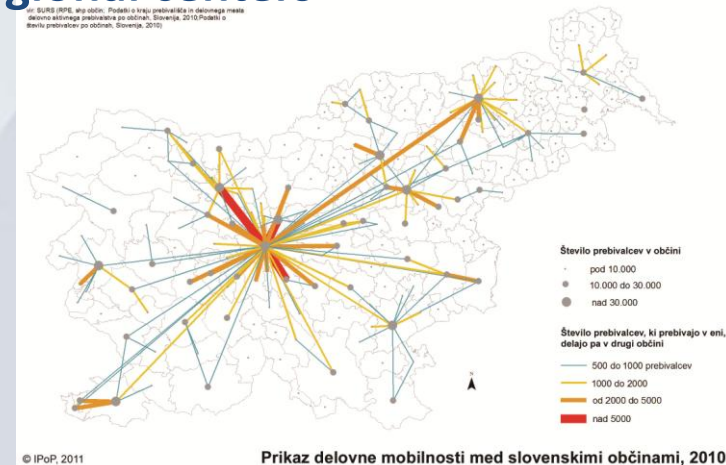 gional centers
vir: SURS (RPE, shp občin; Podatki o kraju prebivališča in delovnega mesta
delovno aktivnega prebivalstva po občinah, Slovenija, 2010;Podatki o
številu prebivalcev po občinah, Slovenija, 2010)
Število prebivalcev v občini
pod 10.000
10.000 do 30.000
nad 30.000
Število prebivalcev, ki prebivajo v eni,
delajo pa v drugi občini
500 do 1000 prebivalcev
1000 do 2000
od 2000 do 5000
nad 5000
N
© IPoP, 2011
Prikaz delovne mobilnosti med slovenskimi občinami, 2010